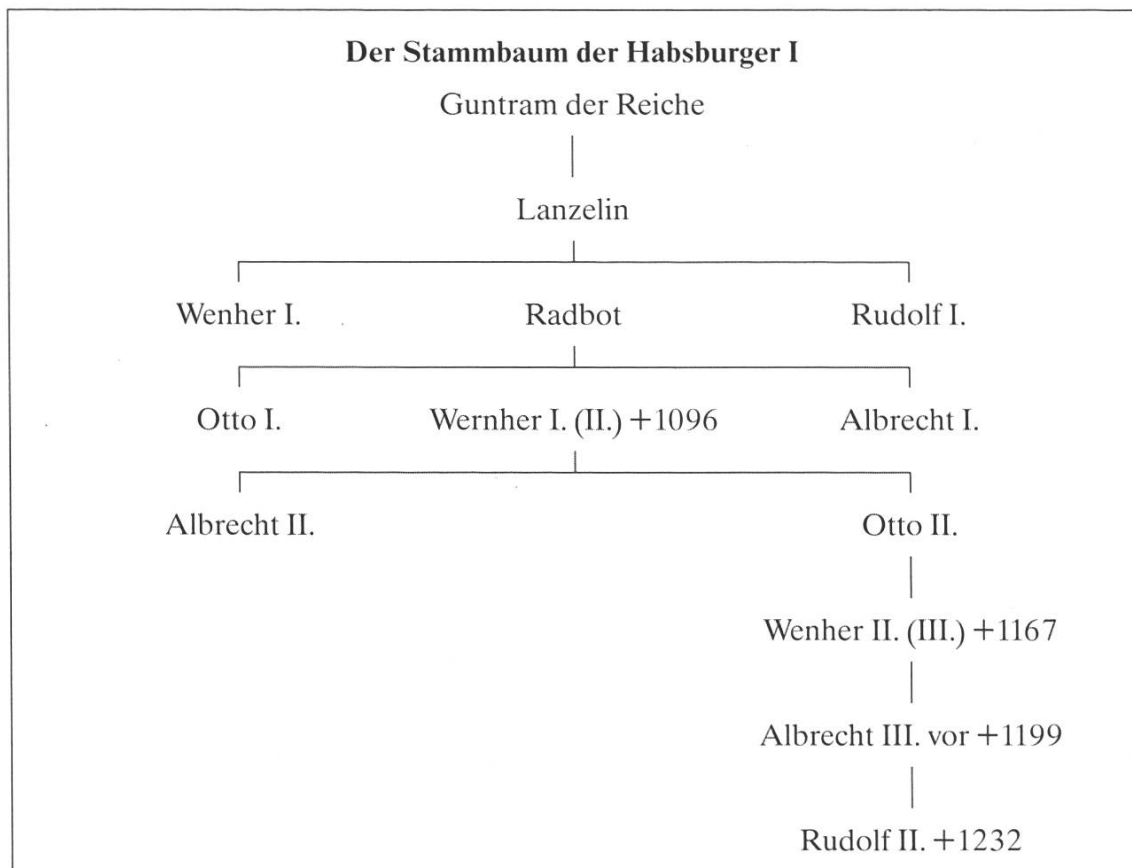 Der Stammbaum der Habsburger I
Guntram der Reiche
Lanzelin
Wenher I. Radbot Rudolf I.
Otto I. Wernher I. (II.) +1096 Albrecht I.
Albrecht II. Otto II.
Wenher II. (III.) +1167
Albrecht III. vor +1199
Rudolf II. +1232